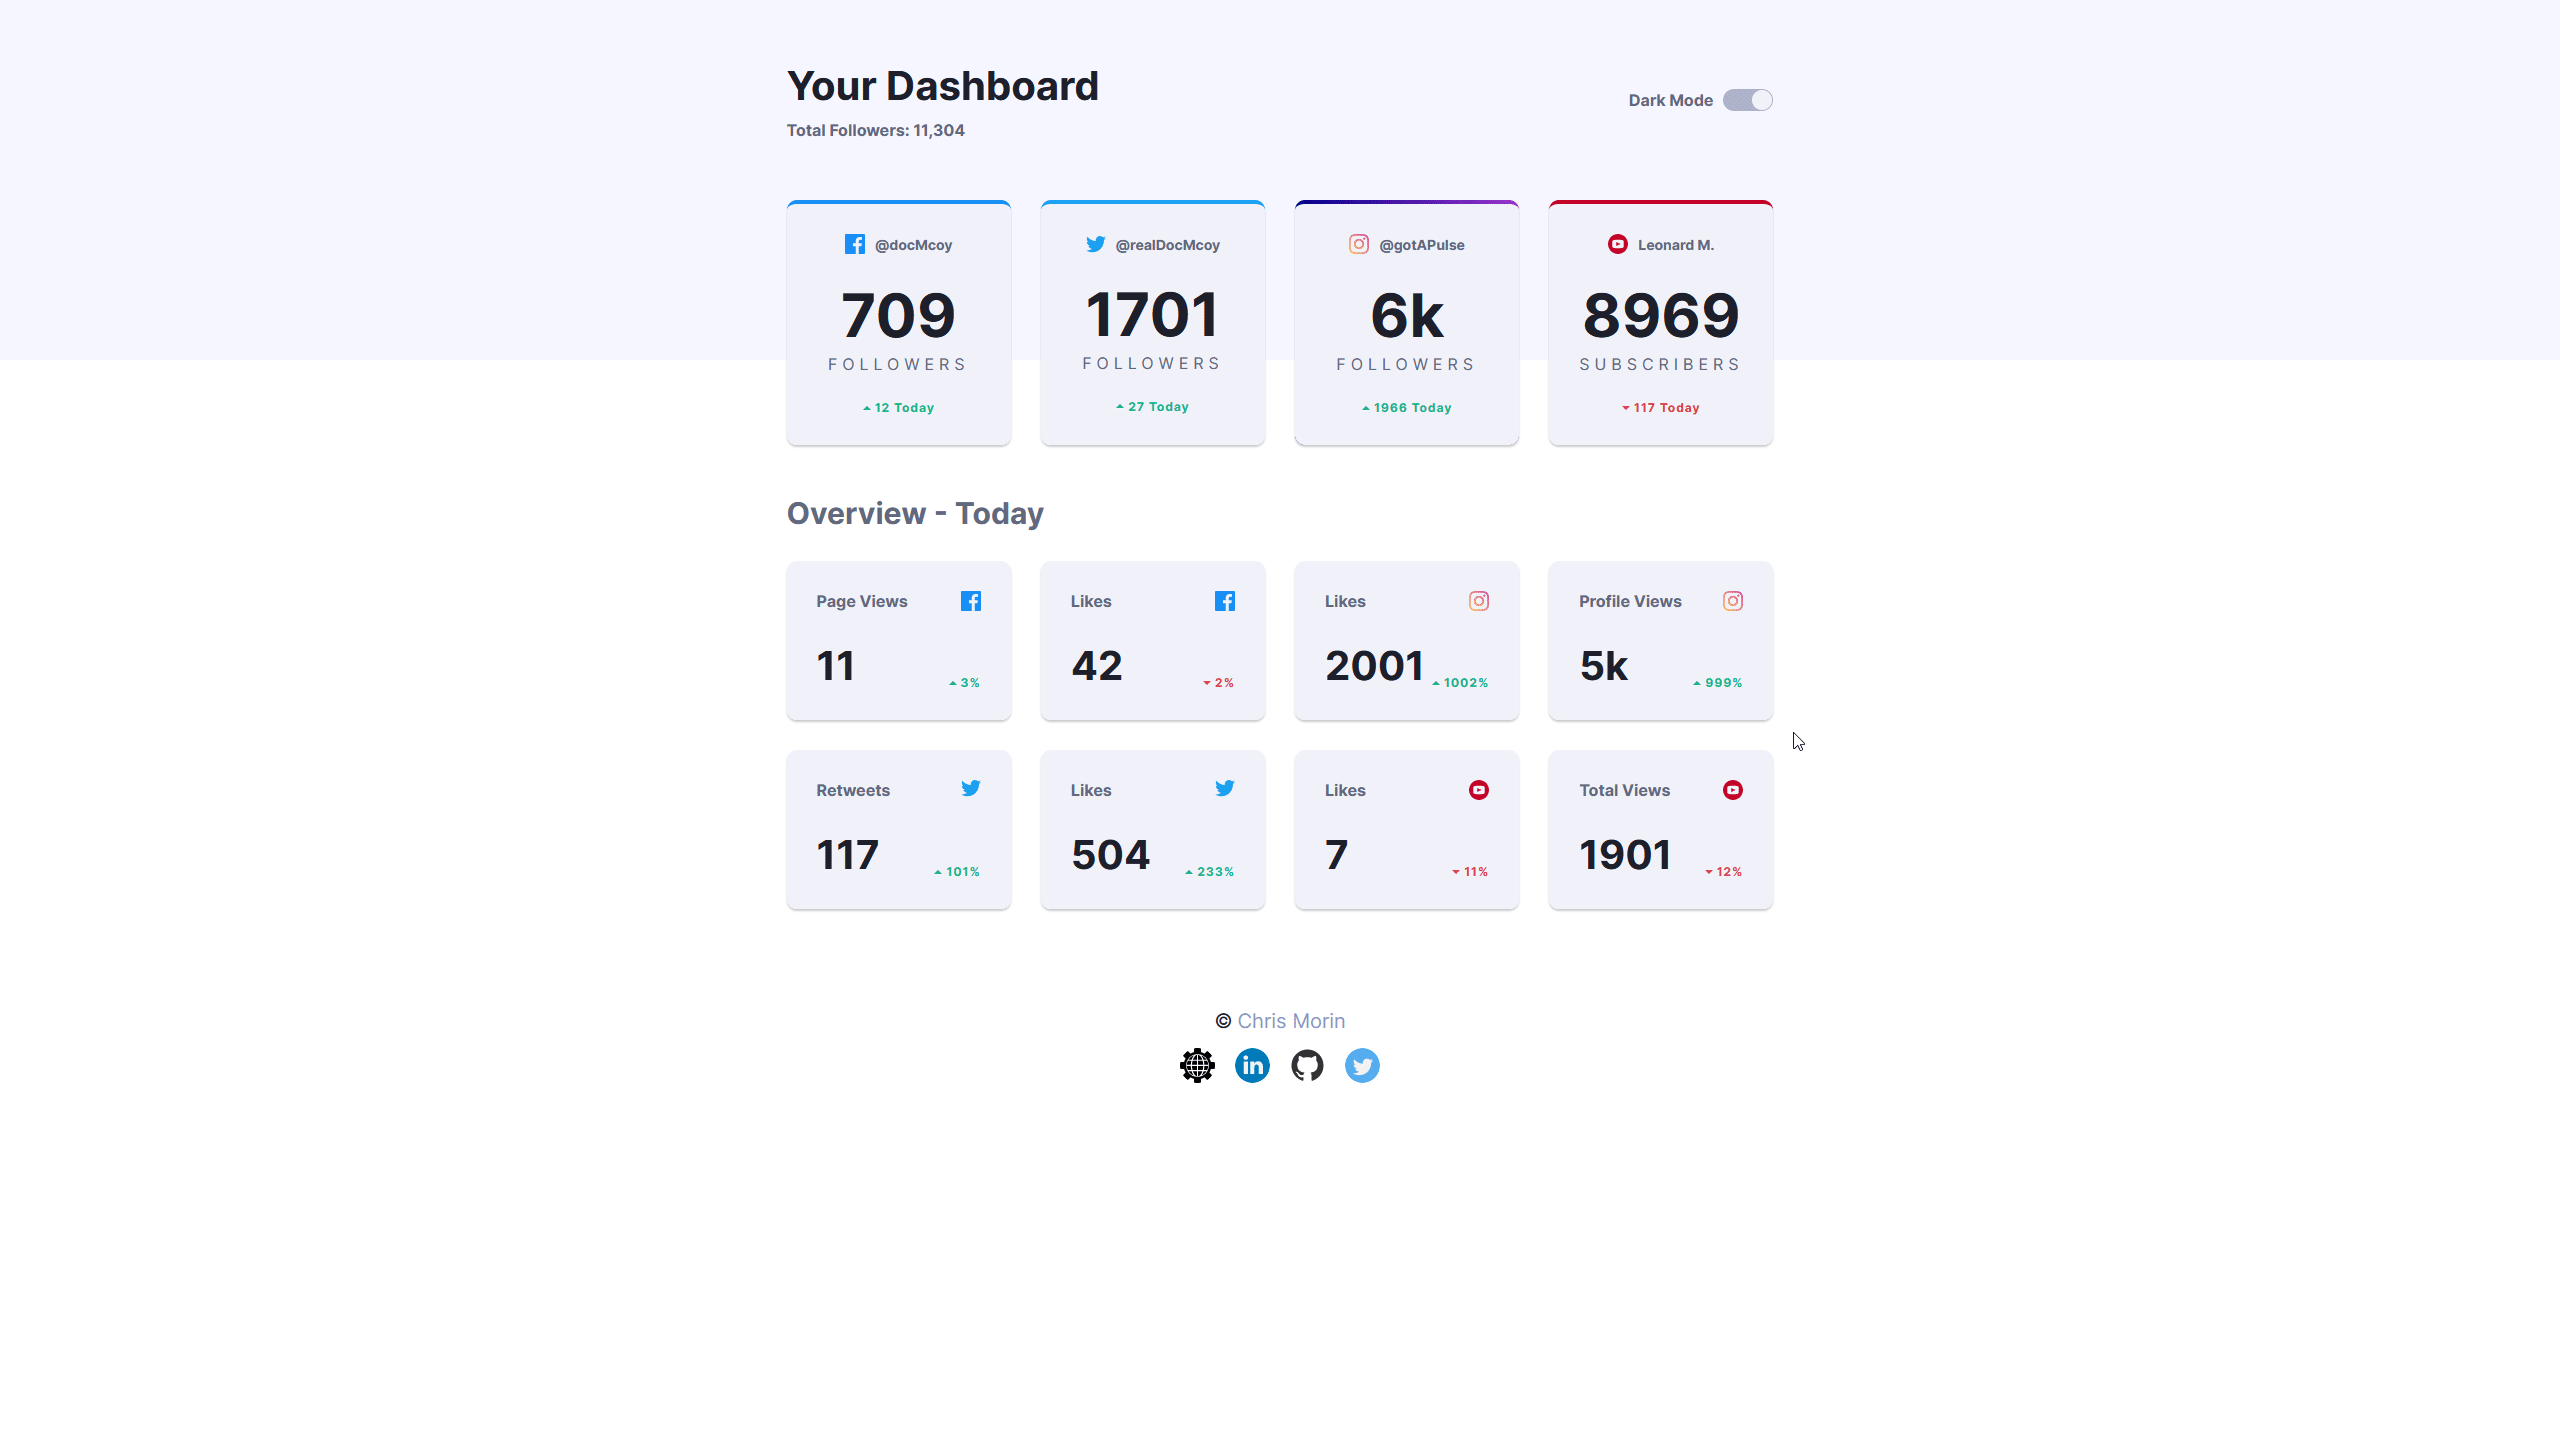 Your Dashboard
Total Followers: 11,304
Dark Mode
@docMcoy
709
FOLLOWERS
12 Today
@realDocMcoy
1701
FOLLOWERS
27 Today
@gotAPulse
6k
FOLLOWERS
1966 Today
Leonard M.
8969
SUBSCRIBERS
117 Today
Overview - Today
Page Views
11
3%
Likes
42
2%
Likes
2001
1002%
Profile Views
5k
999%
Retweets
117
101%
Likes
504
233%
Likes
7
11%
Total Views
1901
12%
© Chris Morin
in